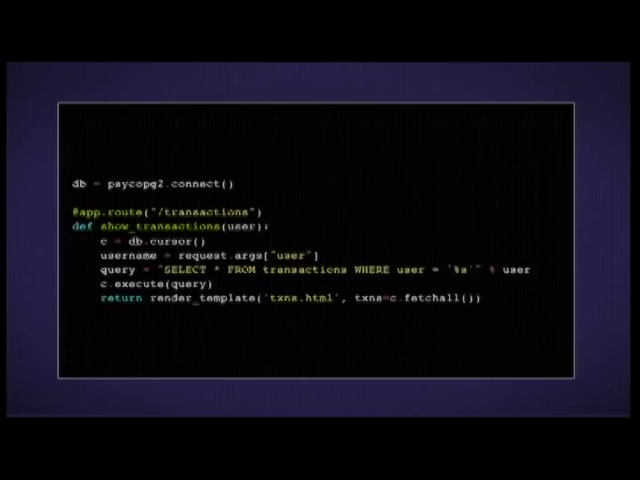 db = psycopg2.connect()
@app.route("/transactions")
def show_transactions(user):
c = db.cursor()
username = request.args["user"]
query = "SELECT * FROM transactions WHERE user = '%s'" % user
c.execute(query)
return render_template('txns.html', txns=c.fetchall())